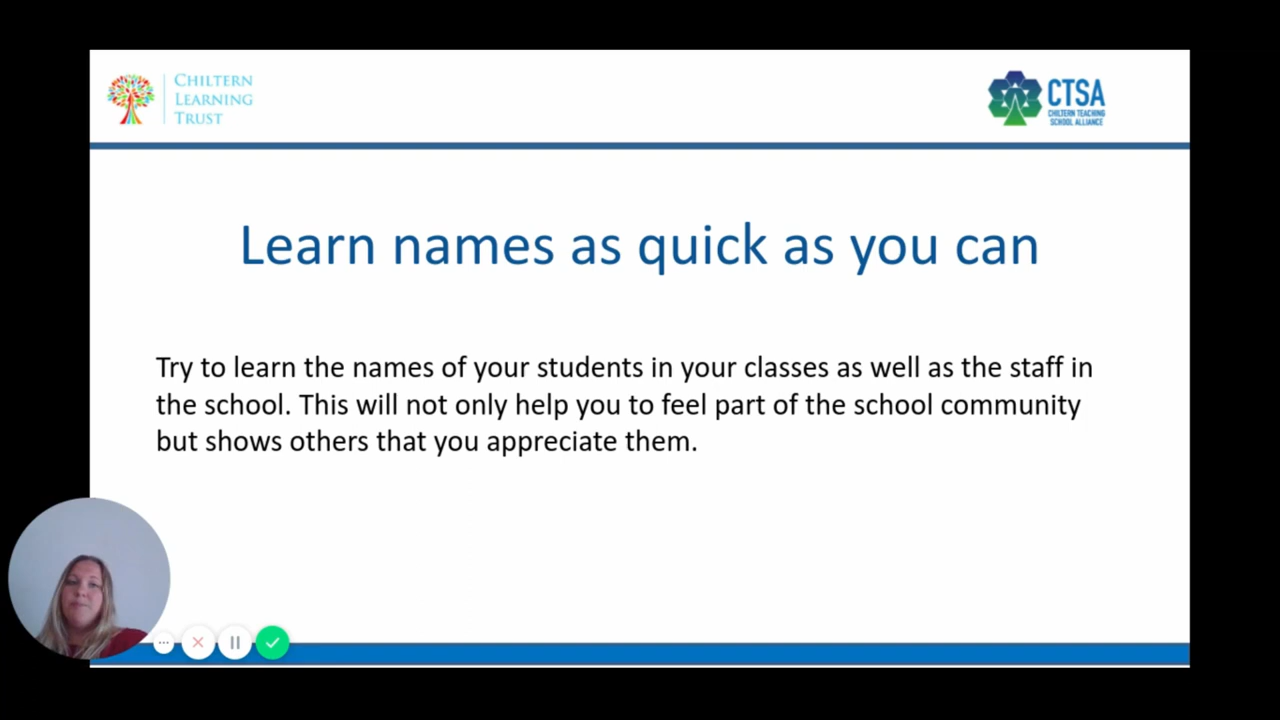 CHILTERN
LEARNING
TRUST
CTSA
CHILTERN TEACHING
SCHOOL ALLIANCE
Learn names as quick as you can
Try to learn the names of your students in your classes as well as the staff in
the school. This will not only help you to feel part of the school community
but shows others that you appreciate them.